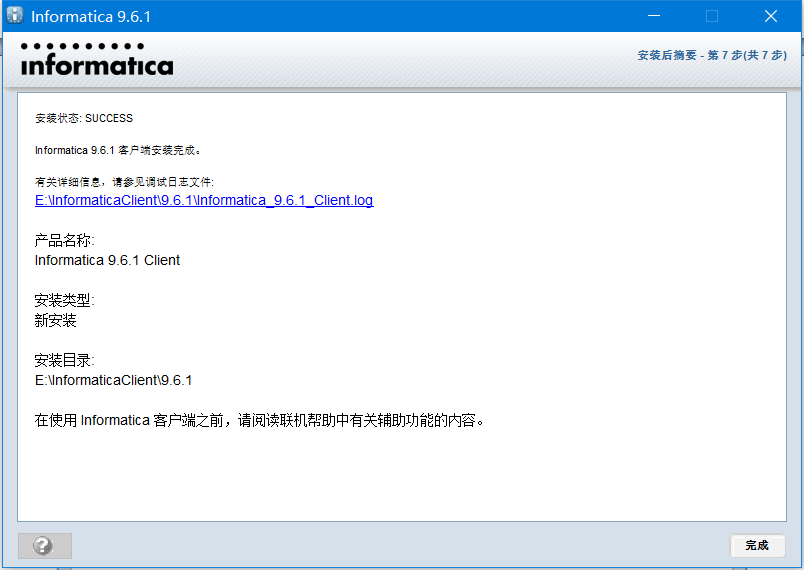 Informatica 9.6.1
informatica
安装后摘要 - 第 7 步(共 7 步)
安装状态: SUCCESS
Informatica 9.6.1 客户端安装完成。
有关详细信息，请参见调试日志文件:
E:\InformaticaClient\9.6.1\Informatica_9.6.1_Client.log
产品名称:
Informatica 9.6.1 Client
安装类型:
新安装
安装目录:
E:\InformaticaClient\9.6.1
在使用 Informatica 客户端之前，请阅读联机帮助中有关辅助功能的内容。
?
完成